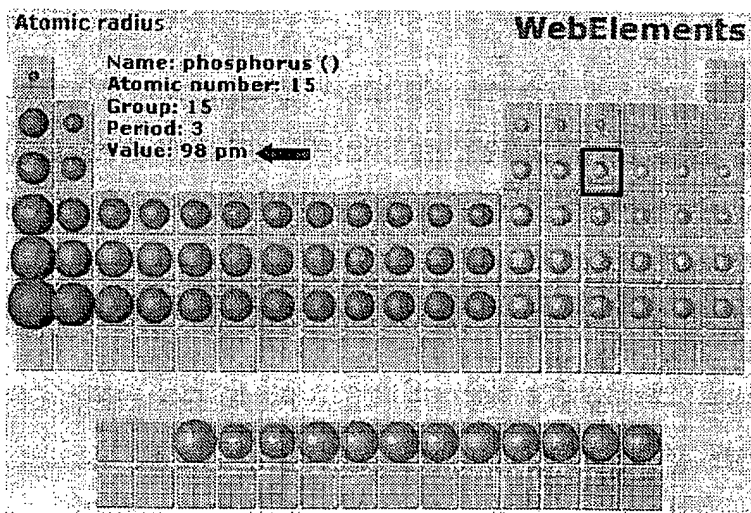 Atomic radius
WebElements
Name: phosphorus ()
Atomic number: 15
Group: 15
Period: 3
Value: 98 pm